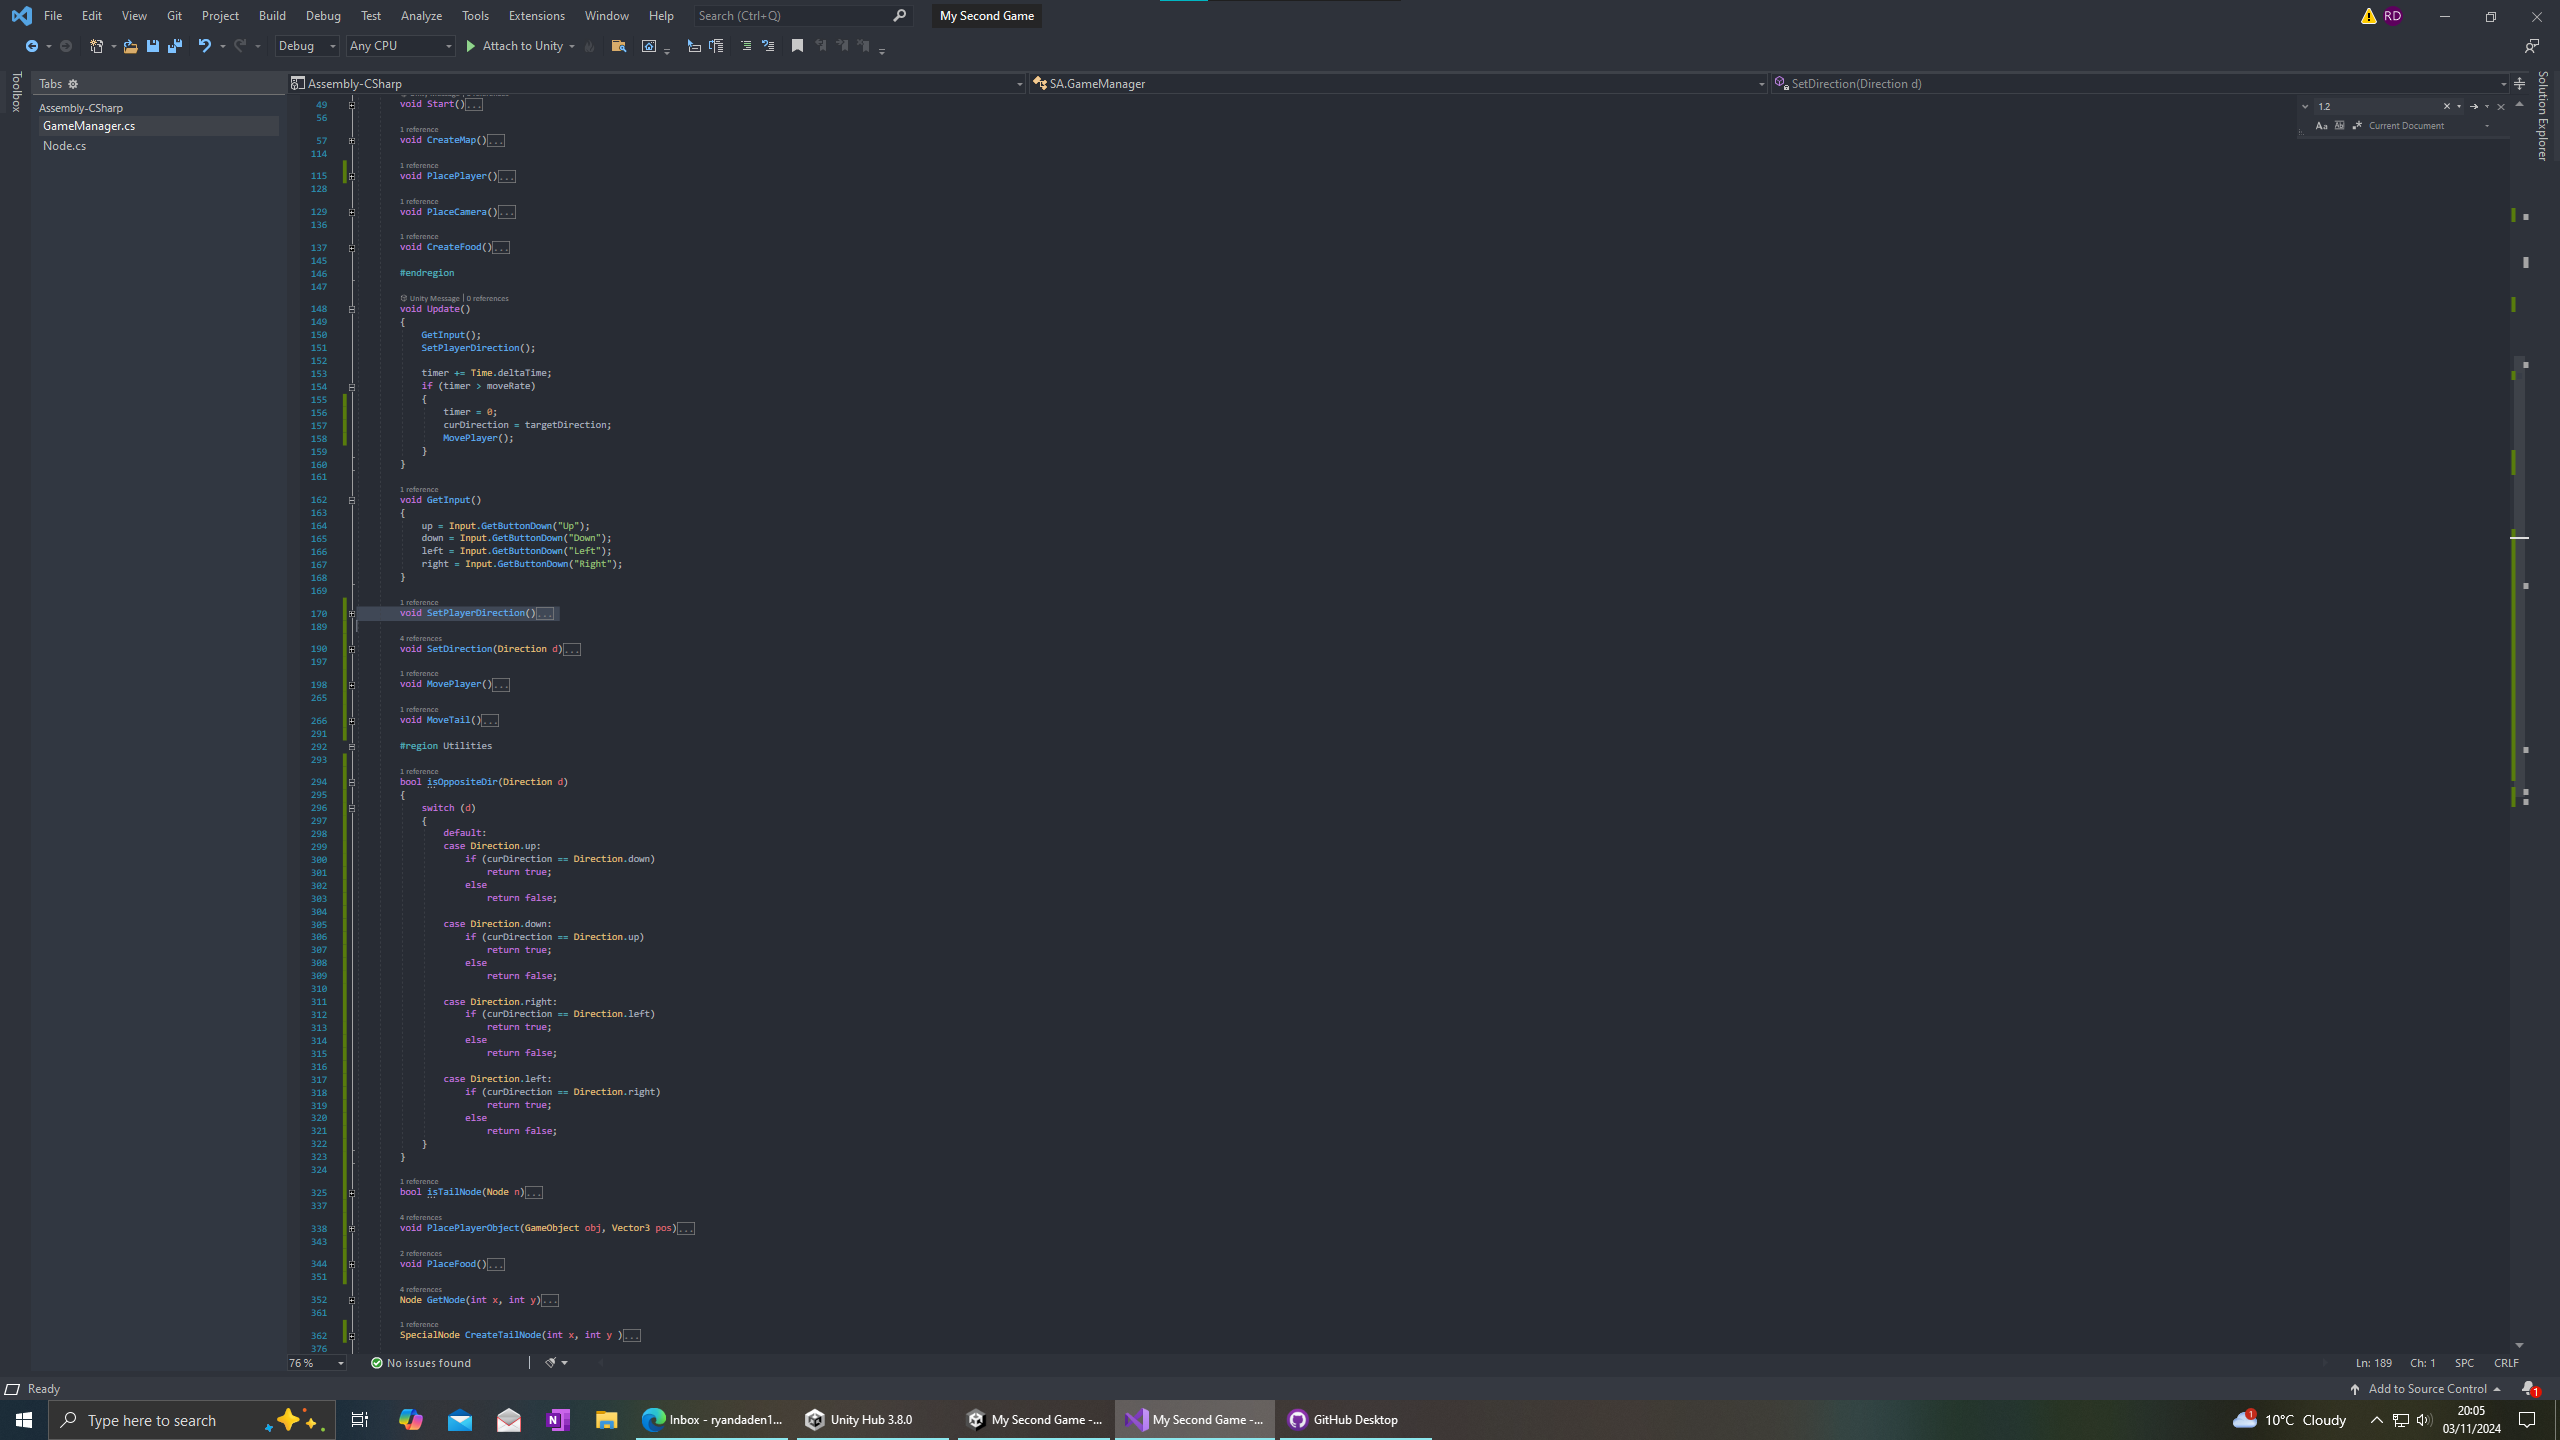 File Edit View Git Project Build Debug Test Analyze Tools Extensions Window Help Search (Ctrl+Q) My Second Game RD
Debug Any CPU Attach to Unity
Toolbox
Tabs
Assembly-CSharp
GameManager.cs
Node.cs
Assembly-CSharp SA.GameManager SetDirection(Direction d)
Solution Explorer
1.2
Aa Current Document
49 void Start()...
56
1 reference
57 void CreateMap()...
114
1 reference
115 void PlacePlayer()...
128
1 reference
129 void PlaceCamera()...
136
1 reference
137 void CreateFood()...
145
146 #endregion
147
Unity Message | 0 references
148 void Update()
149 {
150 GetInput();
151 SetPlayerDirection();
152
153 timer += Time.deltaTime;
154 if (timer > moveRate)
155 {
156 timer = 0;
157 curDirection = targetDirection;
158 MovePlayer();
159 }
160 }
161
1 reference
162 void GetInput()
163 {
164 up = Input.GetButtonDown("Up");
165 down = Input.GetButtonDown("Down");
166 left = Input.GetButtonDown("Left");
167 right = Input.GetButtonDown("Right");
168 }
169
1 reference
170 void SetPlayerDirection()...
189
4 references
190 void SetDirection(Direction d)...
197
1 reference
198 void MovePlayer()...
265
1 reference
266 void MoveTail()...
291
292 #region Utilities
293
1 reference
294 bool isOppositeDir(Direction d)
295 {
296 switch (d)
297 {
298 default:
299 case Direction.up:
300 if (curDirection == Direction.down)
301 return true;
302 else
303 return false;
304
305 case Direction.down:
306 if (curDirection == Direction.up)
307 return true;
308 else
309 return false;
310
311 case Direction.right:
312 if (curDirection == Direction.left)
313 return true;
314 else
315 return false;
316
317 case Direction.left:
318 if (curDirection == Direction.right)
319 return true;
320 else
321 return false;
322 }
323 }
324
1 reference
325 bool isTailNode(Node n)...
337
4 references
338 void PlacePlayerObject(GameObject obj, Vector3 pos)...
343
2 references
344 void PlaceFood()...
351
4 references
352 Node GetNode(int x, int y)...
361
1 reference
362 SpecialNode CreateTailNode(int x, int y )...
376
76 % No issues found Ln: 189 Ch: 1 SPC CRLF
Ready Add to Source Control 1
Type here to search Inbox - ryandaden1... Unity Hub 3.8.0 My Second Game -... My Second Game -... GitHub Desktop 1 10°C Cloudy 20:05
03/11/2024